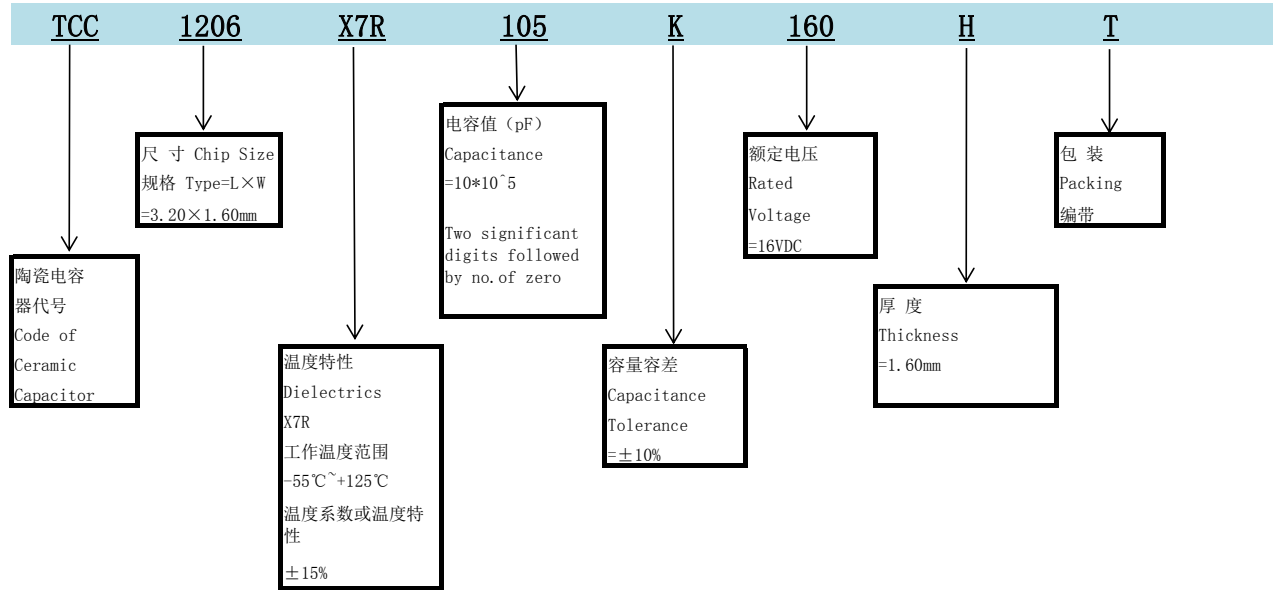 TCC 1206 X7R 105 K 160 H T
陶瓷电容
器代号
Code of
Ceramic
Capacitor
尺 寸 Chip Size
规格 Type=L×W
=3.20×1.60mm
温度特性
Dielectrics
X7R
工作温度范围
-55℃~+125℃
温度系数或温度特
性
±15%
电容值（pF）
Capacitance
=10*10^5
Two significant
digits followed
by no.of zero
容量容差
Capacitance
Tolerance
=±10%
额定电压
Rated
Voltage
=16VDC
厚 度
Thickness
=1.60mm
包 装
Packing
编带